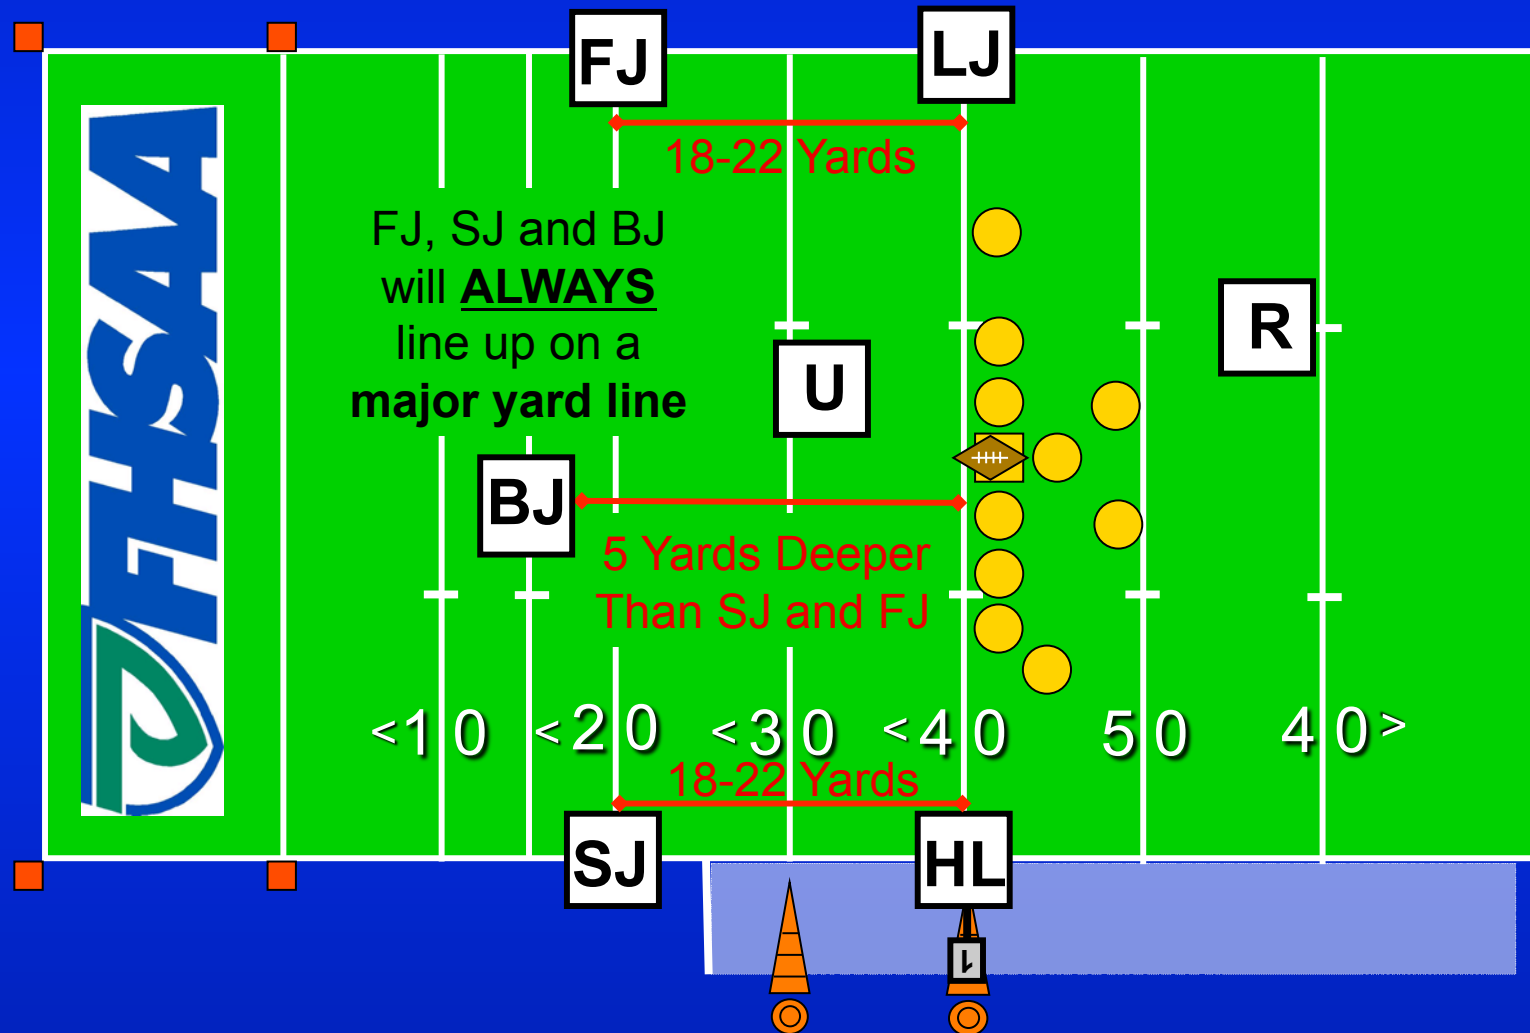 FJ
LJ
18-22 Yards
FJ, SJ and BJ
will ALWAYS
line up on a
major yard line
R
U
BJ
5 Yards Deeper
Than SJ and FJ
<10 <20 <30 <40 50 40>
18-22 Yards
SJ
HL
1
FHSAA